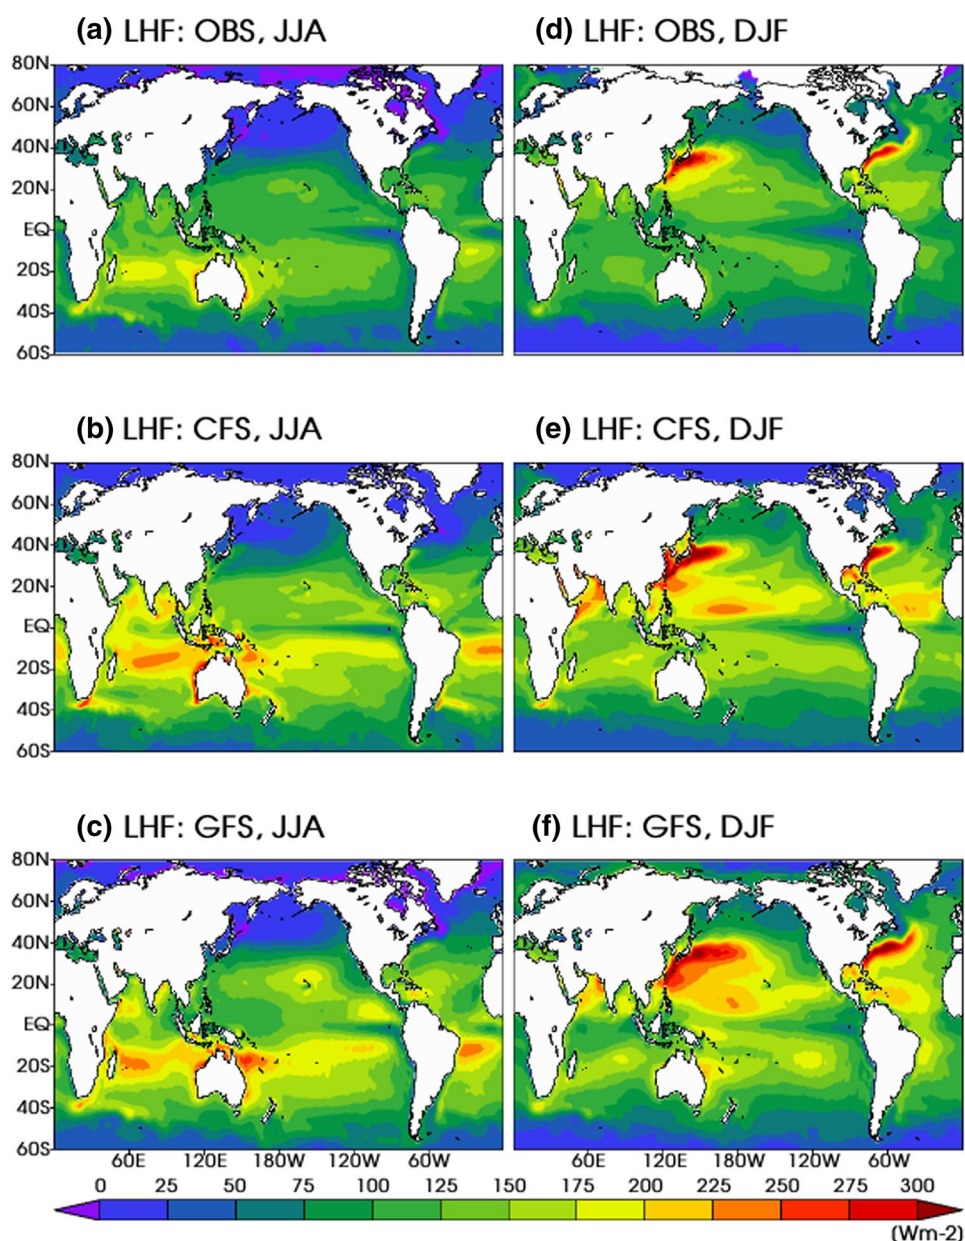 (a) LHF: OBS, JJA
(d) LHF: OBS, DJF
80N
60N
40N
20N
EQ
20S
40S
60S
(b) LHF: CFS, JJA
(e) LHF: CFS, DJF
80N
60N
40N
20N
EQ
20S
40S
60S
(c) LHF: GFS, JJA
(f) LHF: GFS, DJF
80N
60N
40N
20N
EQ
20S
40S
60S
60E 120E 180W 120W 60W
60E 120E 180W 120W 60W
0 25 50 75 100 125 150 175 200 225 250 275 300
(Wm-2)